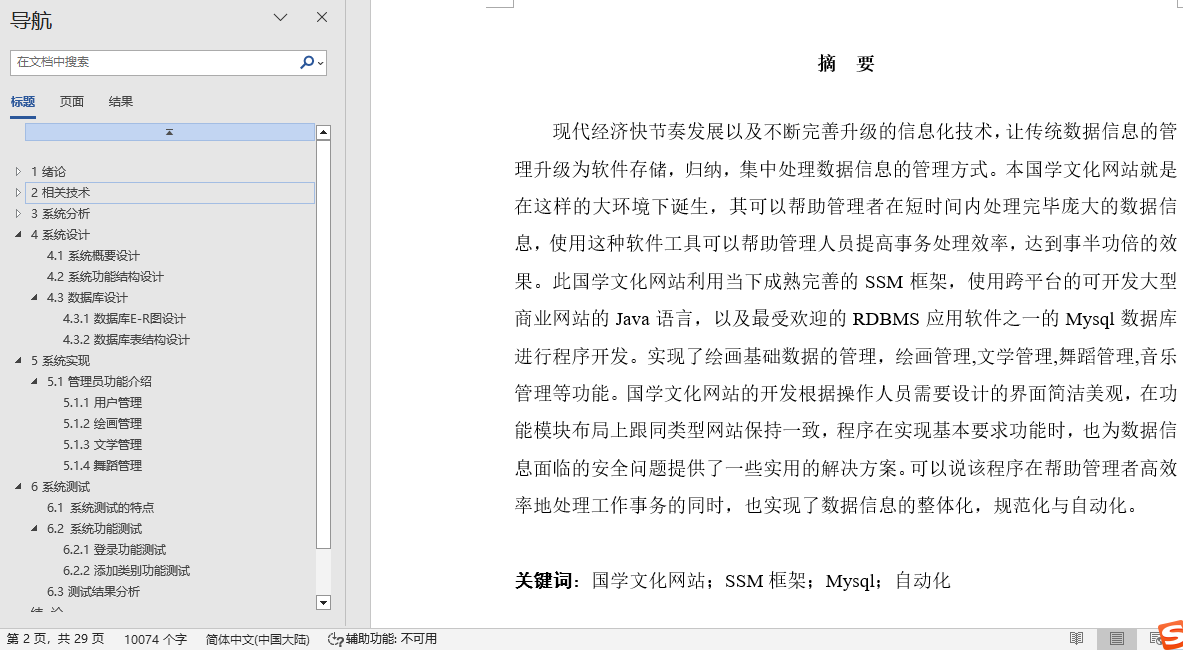 导航
在文档中搜索
标题 页面 结果
1 绪论
2 相关技术
3 系统分析
4 系统设计
4.1 系统概要设计
4.2 系统功能结构设计
4.3 数据库设计
4.3.1 数据库E-R图设计
4.3.2 数据库表结构设计
5 系统实现
5.1 管理员功能介绍
5.1.1 用户管理
5.1.2 绘画管理
5.1.3 文学管理
5.1.4 舞蹈管理
6 系统测试
6.1 系统测试的特点
6.2 系统功能测试
6.2.1 登录功能测试
6.2.2 添加类别功能测试
6.3 测试结果分析
摘 要
现代经济快节奏发展以及不断完善升级的信息化技术，让传统数据信息的管
理升级为软件存储，归纳，集中处理数据信息的管理方式。本国学文化网站就是
在这样的大环境下诞生，其可以帮助管理者在短时间内处理完毕庞大的数据信
息，使用这种软件工具可以帮助管理人员提高事务处理效率，达到事半功倍的效
果。此国学文化网站利用当下成熟完善的 SSM 框架，使用跨平台的可开发大型
商业网站的 Java 语言，以及最受欢迎的 RDBMS 应用软件之一的 Mysql 数据库
进行程序开发。实现了绘画基础数据的管理，绘画管理,文学管理,舞蹈管理,音乐
管理等功能。国学文化网站的开发根据操作人员需要设计的界面简洁美观，在功
能模块布局上跟同类型网站保持一致，程序在实现基本要求功能时，也为数据信
息面临的安全问题提供了一些实用的解决方案。可以说该程序在帮助管理者高效
率地处理工作事务的同时，也实现了数据信息的整体化，规范化与自动化。
关键词：国学文化网站；SSM 框架；Mysql；自动化
第 2 页，共 29 页 10074 个字 简体中文(中国大陆) 辅助功能: 不可用